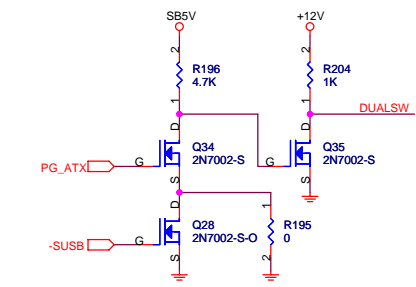 SB5V
+12V
2
R196
4.7K
1
2
R204
1K
1
DUALSW
D
Q34
2N7002-S
G
S
PG_ATX
D
Q35
2N7002-S
G
S
D
Q28
2N7002-S-O
G
S
-SUSB
1
R195
0
2